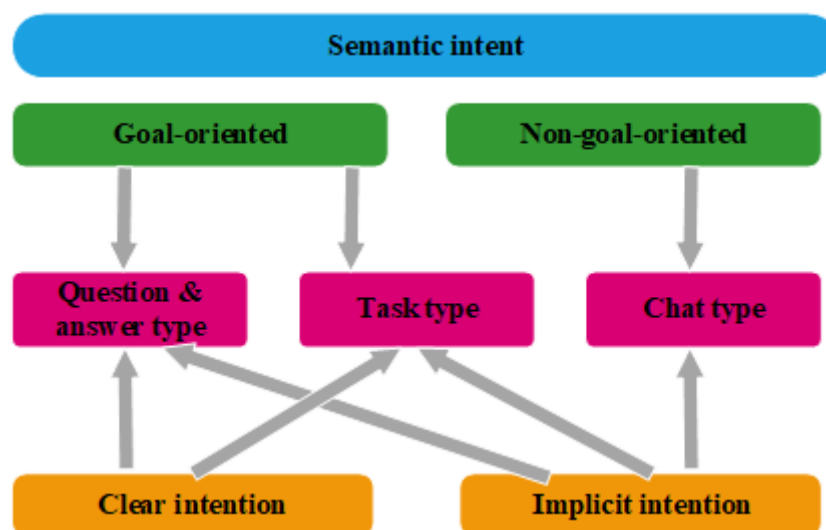 Semantic intent
Goal-oriented
Non-goal-oriented
Question &
answer type
Task type
Chat type
Clear intention
Implicit intention